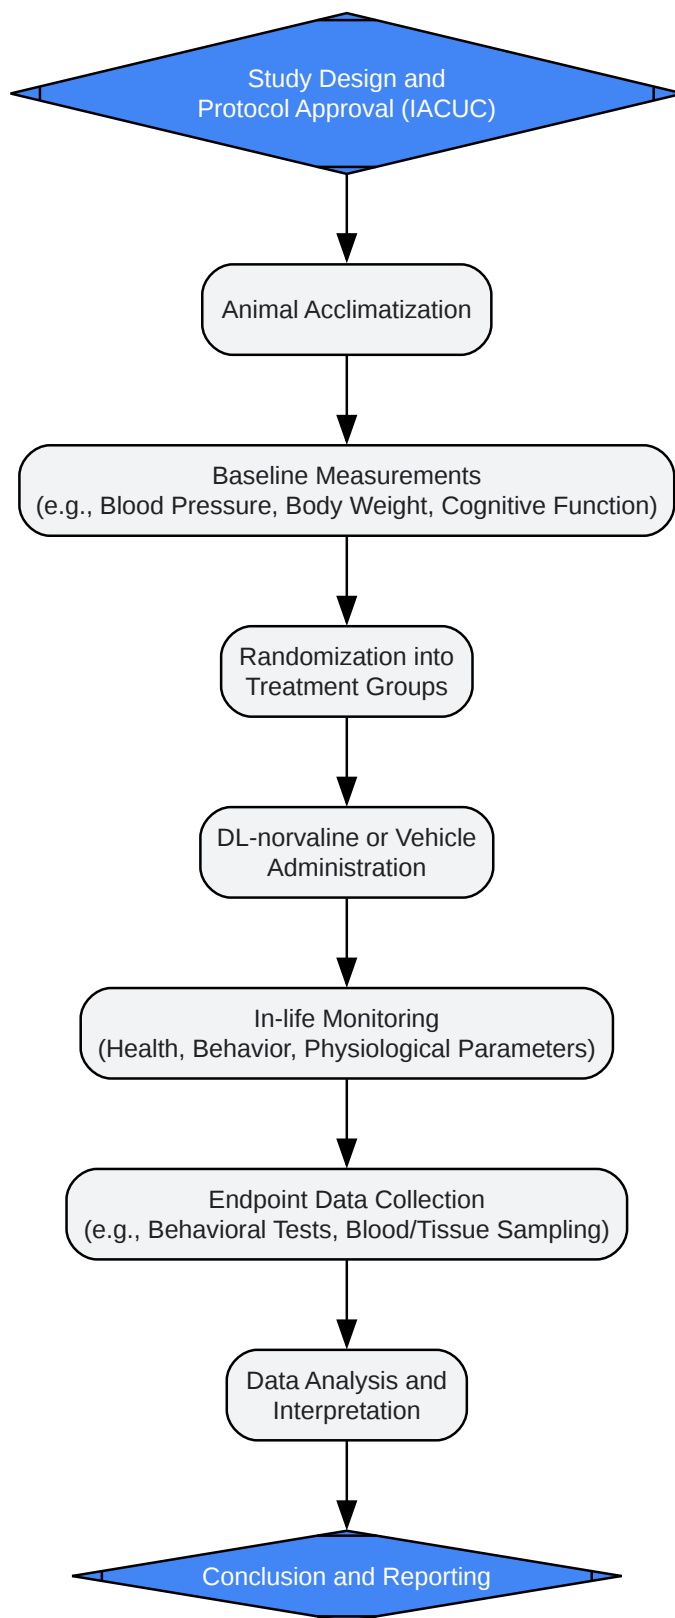 Study Design and
Protocol Approval (IACUC)
Animal Acclimatization
Baseline Measurements
(e.g., Blood Pressure, Body Weight, Cognitive Function)
Randomization into
Treatment Groups
DL-norvaline or Vehicle
Administration
In-life Monitoring
(Health, Behavior, Physiological Parameters)
Endpoint Data Collection
(e.g., Behavioral Tests, Blood/Tissue Sampling)
Data Analysis and
Interpretation
Conclusion and Reporting